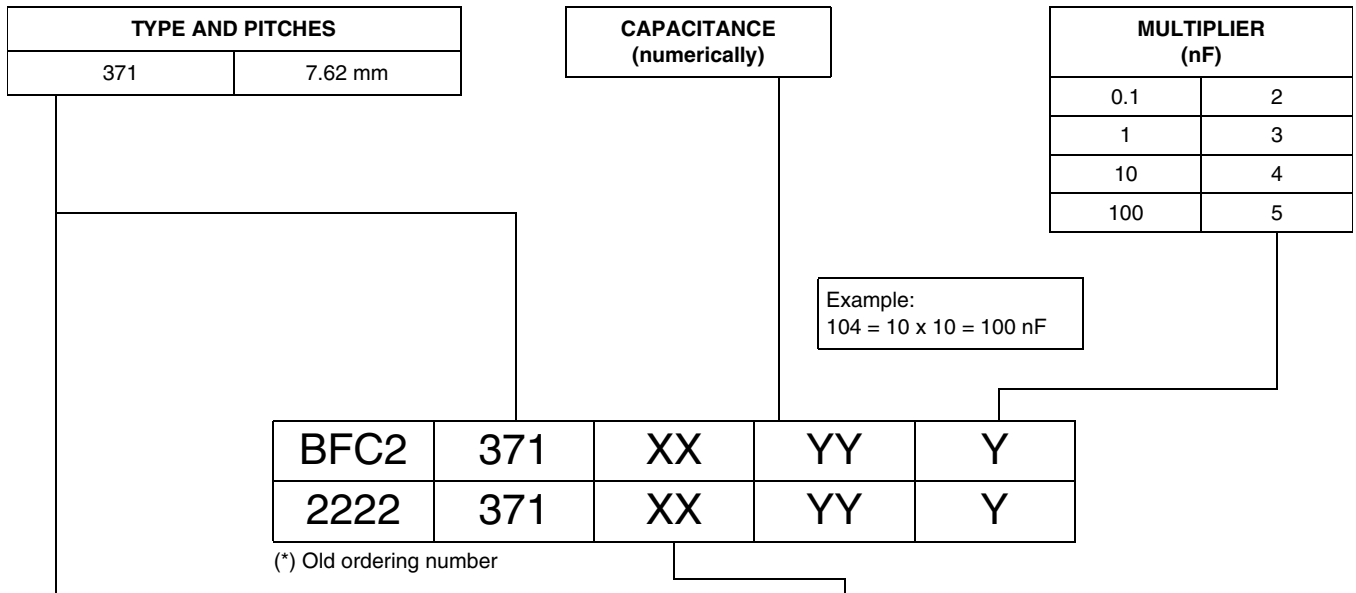 TYPE AND PITCHES
371 7.62 mm
CAPACITANCE
(numerically)
MULTIPLIER
(nF)
0.1 2
1 3
10 4
100 5
Example:
104 = 10 x 10 = 100 nF
BFC2 371 XX YY Y
2222 371 XX YY Y
(*) Old ordering number